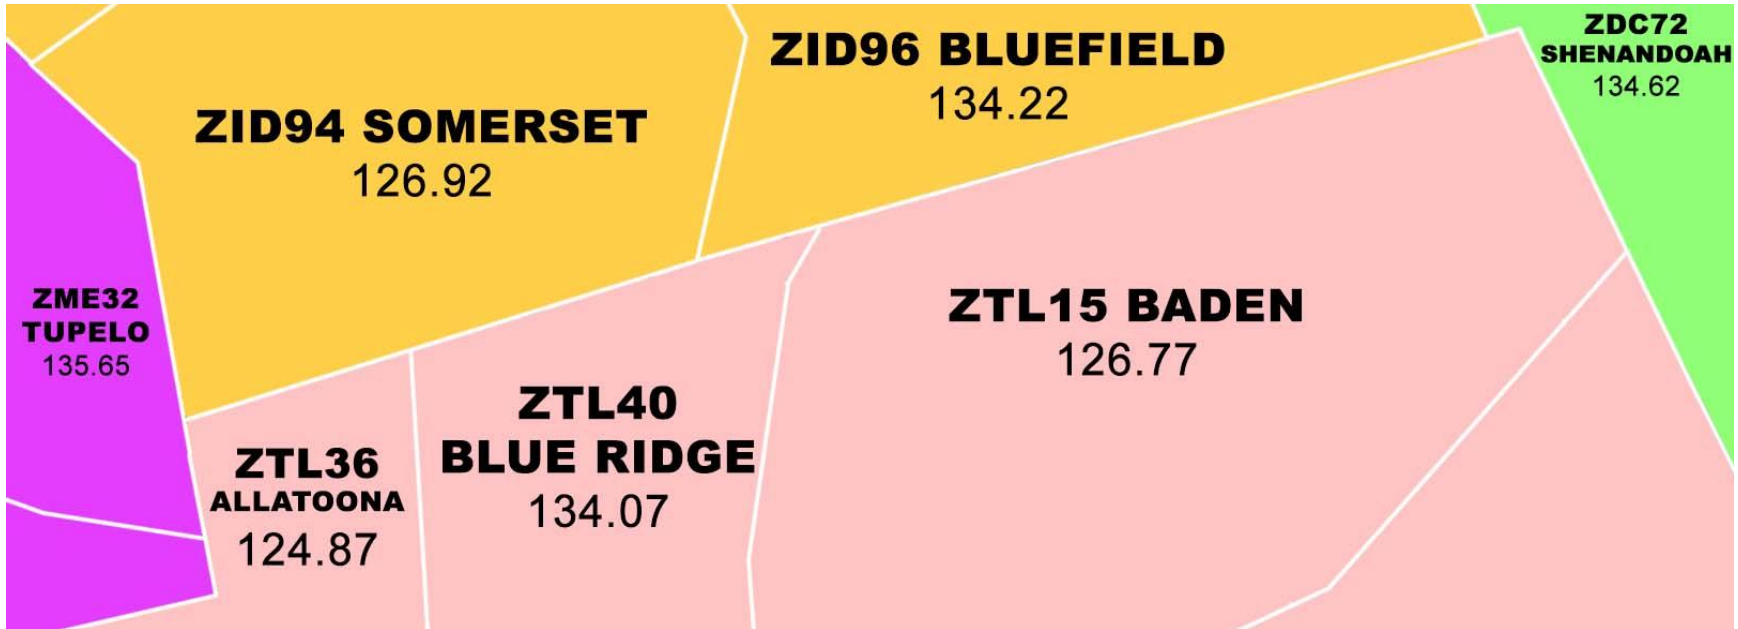 ZID94 SOMERSET
126.92
ZID96 BLUEFIELD
134.22
ZDC72
SHENANDOAH
134.62
ZME32
TUPELO
135.65
ZTL36
ALLATOONA
124.87
ZTL40
BLUE RIDGE
134.07
ZTL15 BADEN
126.77